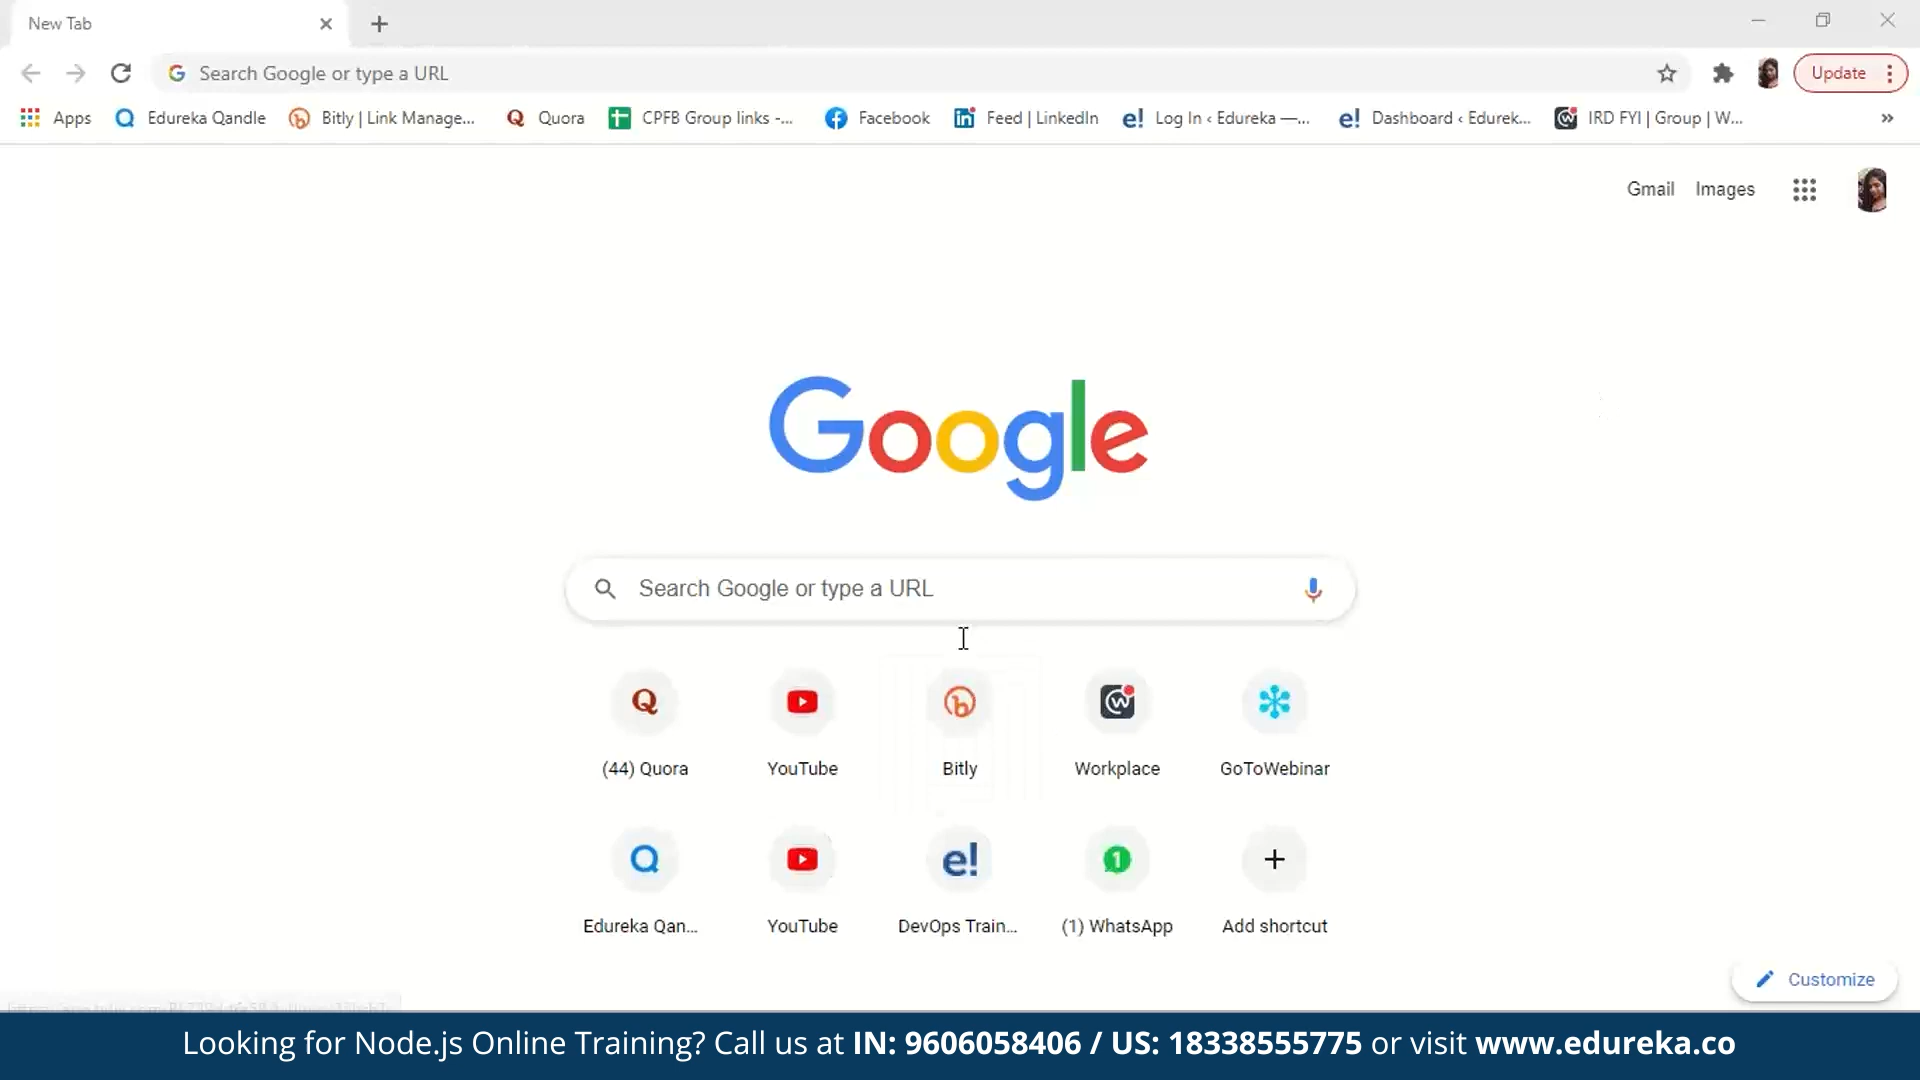 New Tab
Search Google or type a URL
Update
Apps
Edureka Qandle
Bitly | Link Manage...
Quora
CPFB Group links -...
Facebook
Feed | LinkedIn
Log In ‹ Edureka —...
Dashboard ‹ Edurek...
IRD FYI | Group | W...
Gmail
Images
Google
Search Google or type a URL
(44) Quora
YouTube
Bitly
Workplace
GoToWebinar
Edureka Qan...
YouTube
DevOps Train...
(1) WhatsApp
Add shortcut
Customize
Looking for Node.js Online Training? Call us at IN: 9606058406 / US: 18338555775 or visit www.edureka.co